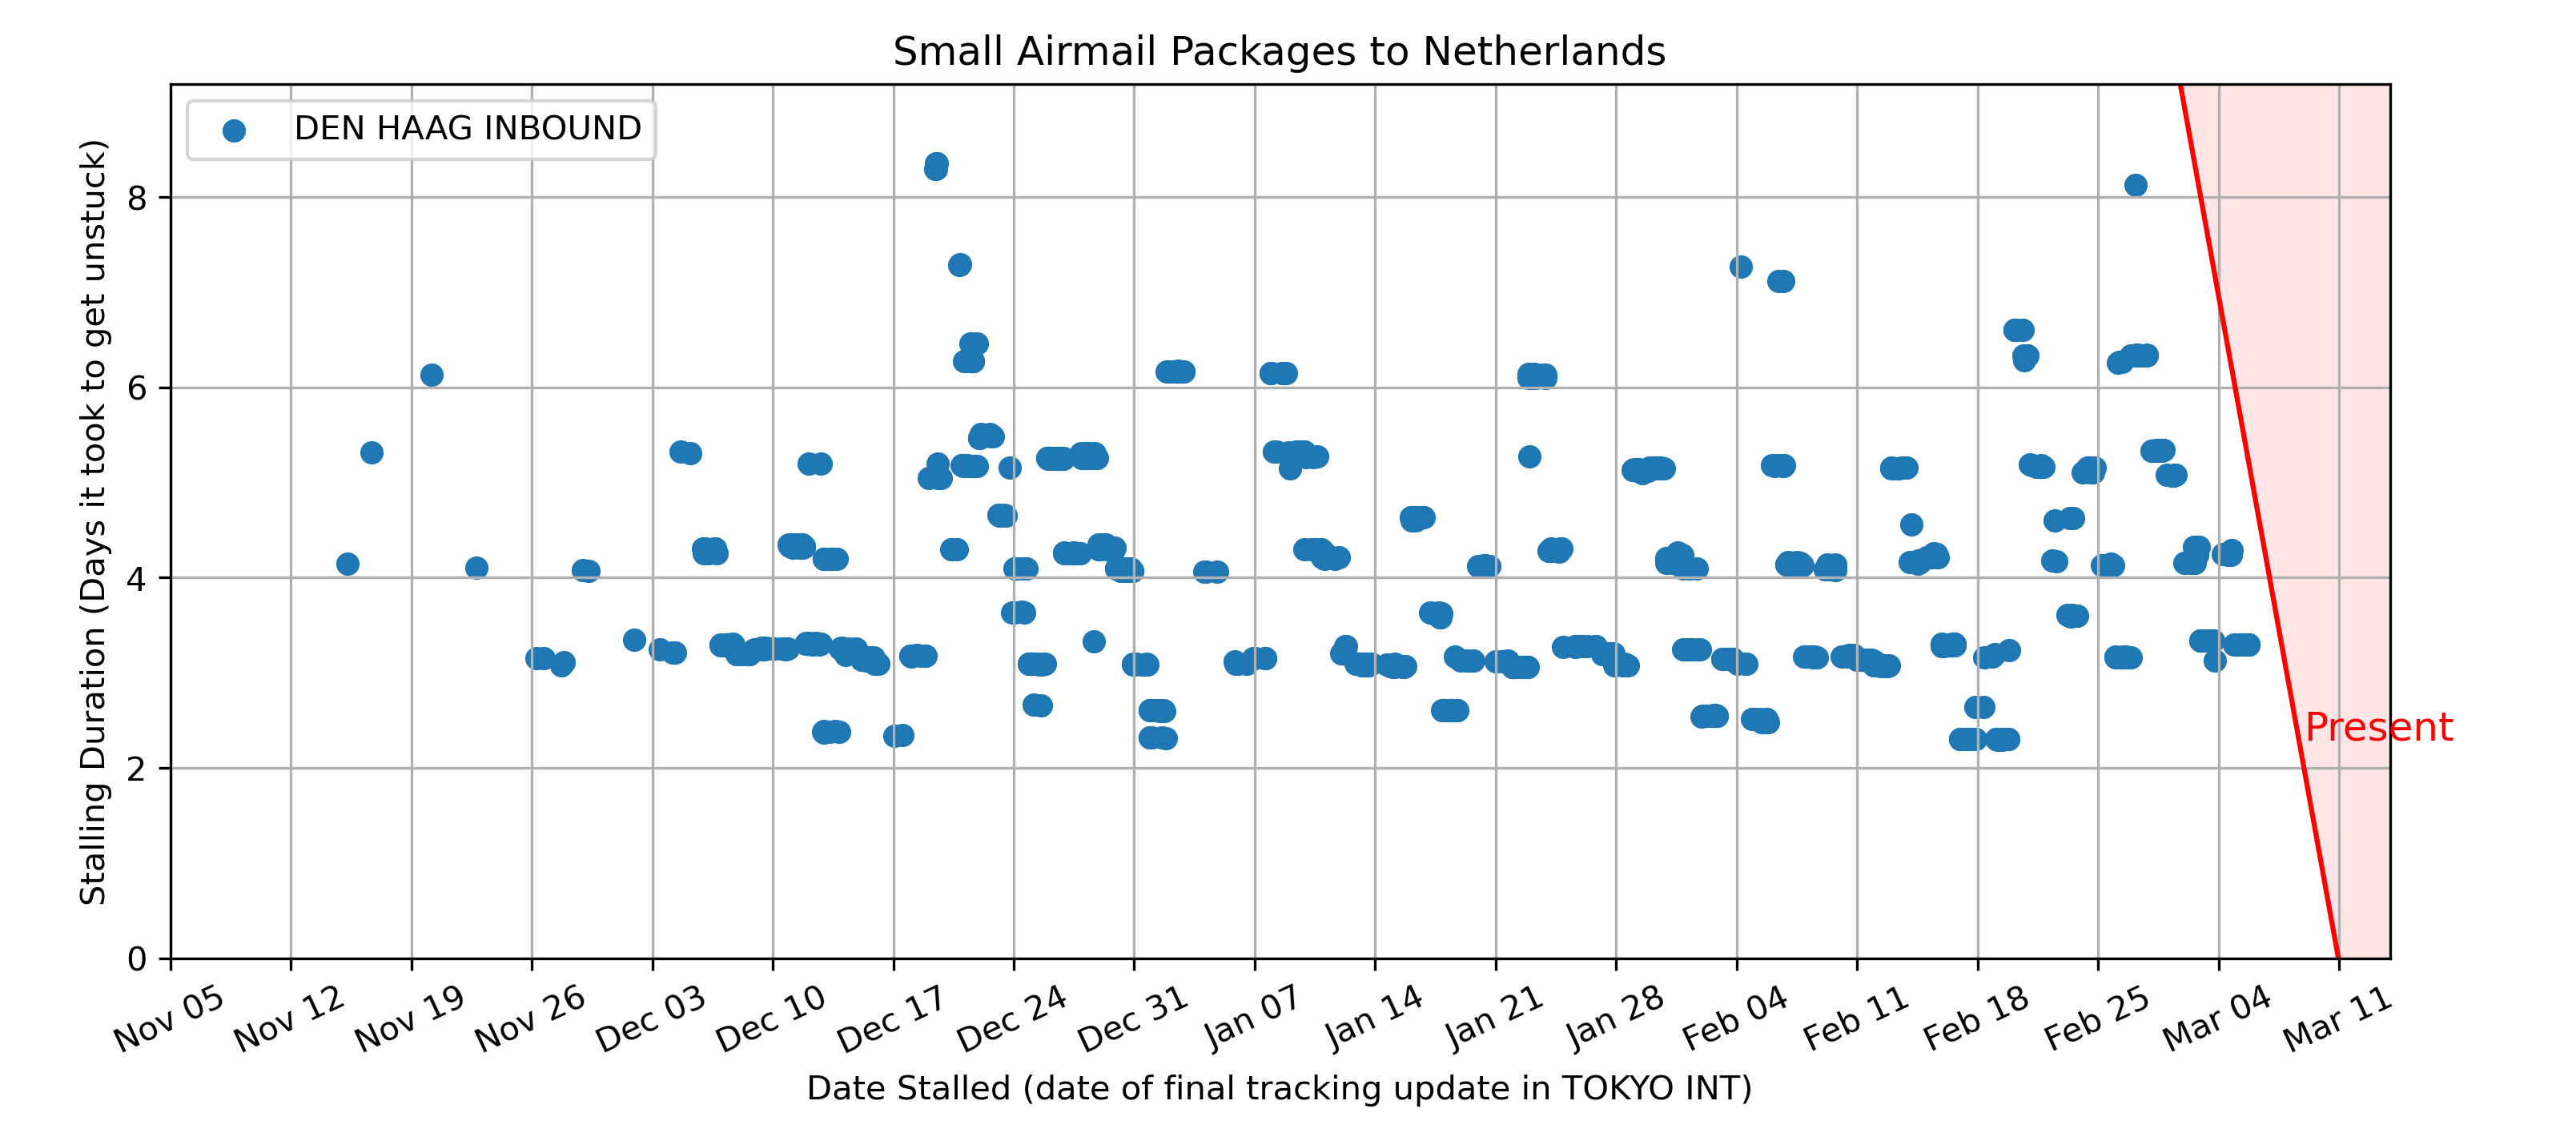 Small Airmail Packages to Netherlands
DEN HAAG INBOUND
Stalling Duration (Days it took to get unstuck)
8
6
4
2
0
Present
Nov 05
Nov 12
Nov 19
Nov 26
Dec 03
Dec 10
Dec 17
Dec 24
Dec 31
Jan 07
Jan 14
Jan 21
Jan 28
Feb 04
Feb 11
Feb 18
Feb 25
Mar 04
Mar 11
Date Stalled (date of final tracking update in TOKYO INT)